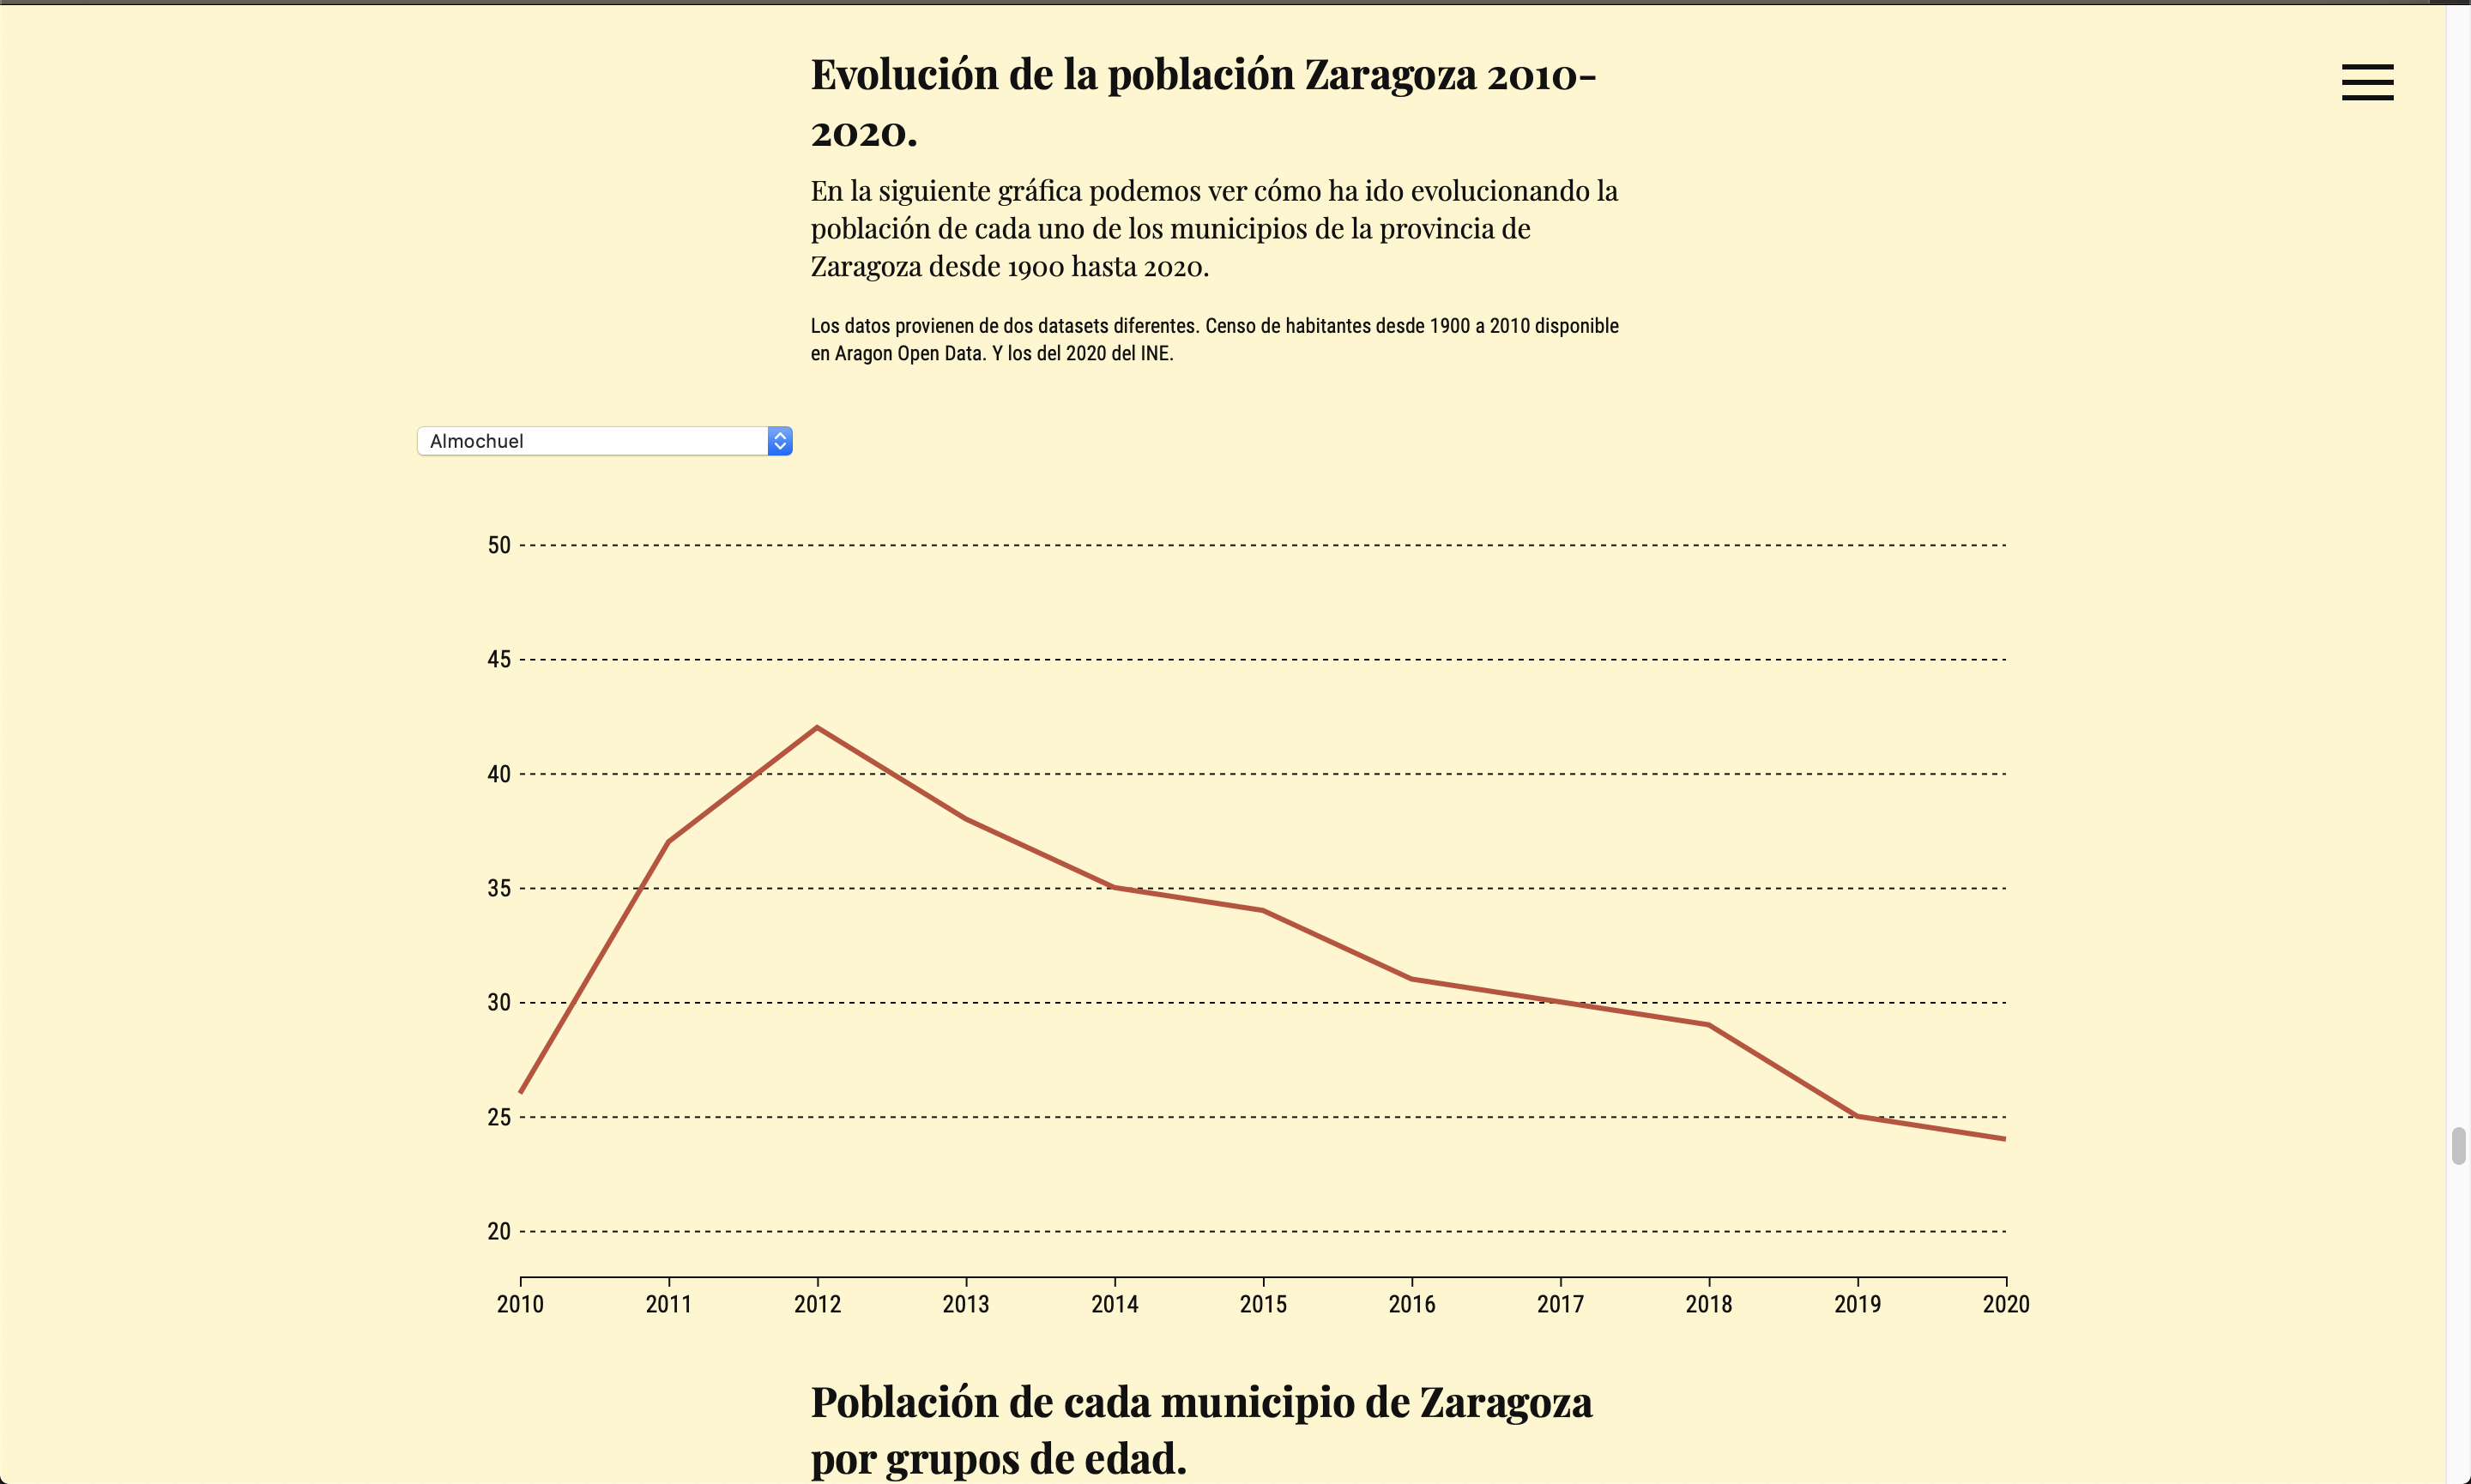 Evolución de la población Zaragoza 2010-
2020.
En la siguiente gráfica podemos ver cómo ha ido evolucionando la
población de cada uno de los municipios de la provincia de
Zaragoza desde 1900 hasta 2020.
Los datos provienen de dos datasets diferentes. Censo de habitantes desde 1900 a 2010 disponible
en Aragon Open Data. Y los del 2020 del INE.
Almochuel
50
45
40
35
30
25
20
2010 2011 2012 2013 2014 2015 2016 2017 2018 2019 2020
Población de cada municipio de Zaragoza
por grupos de edad.